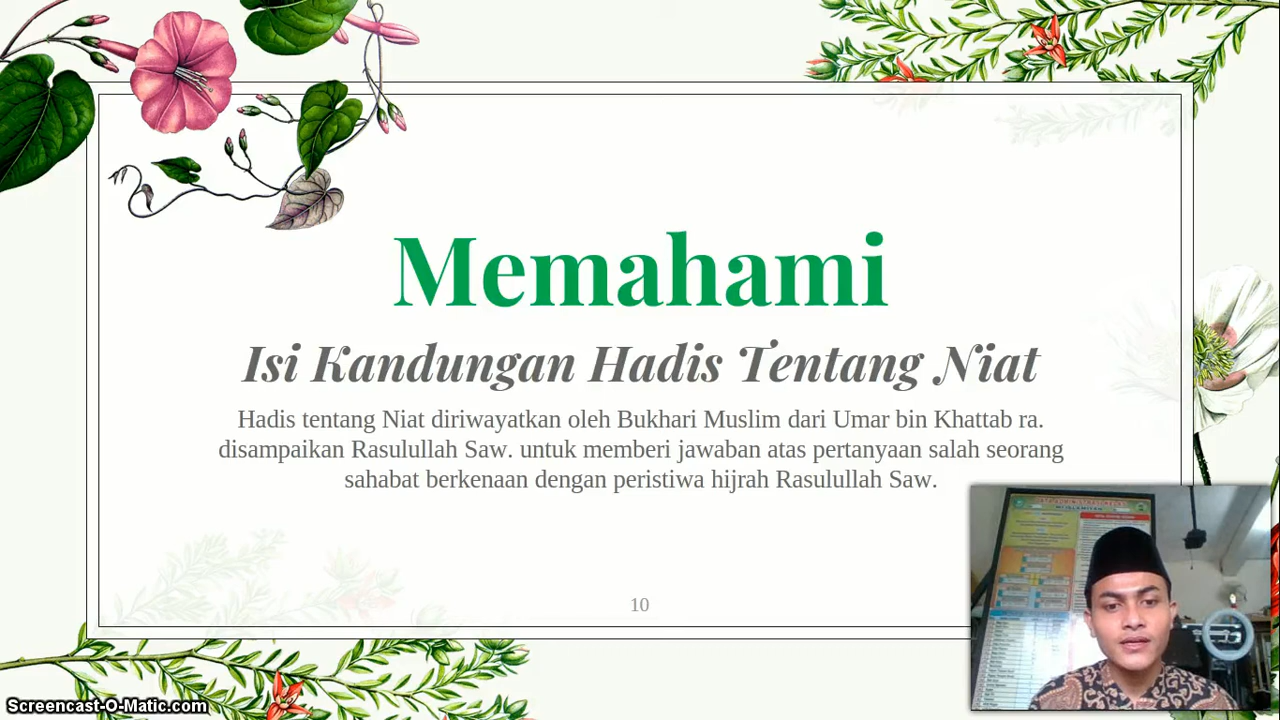 Memahami
Isi Kandungan Hadis Tentang Niat
Hadis tentang Niat diriwayatkan oleh Bukhari Muslim dari Umar bin Khattab ra.
disampaikan Rasulullah Saw. untuk memberi jawaban atas pertanyaan salah seorang
sahabat berkenaan dengan peristiwa hijrah Rasulullah Saw.
10
Screencast-O-Matic.com